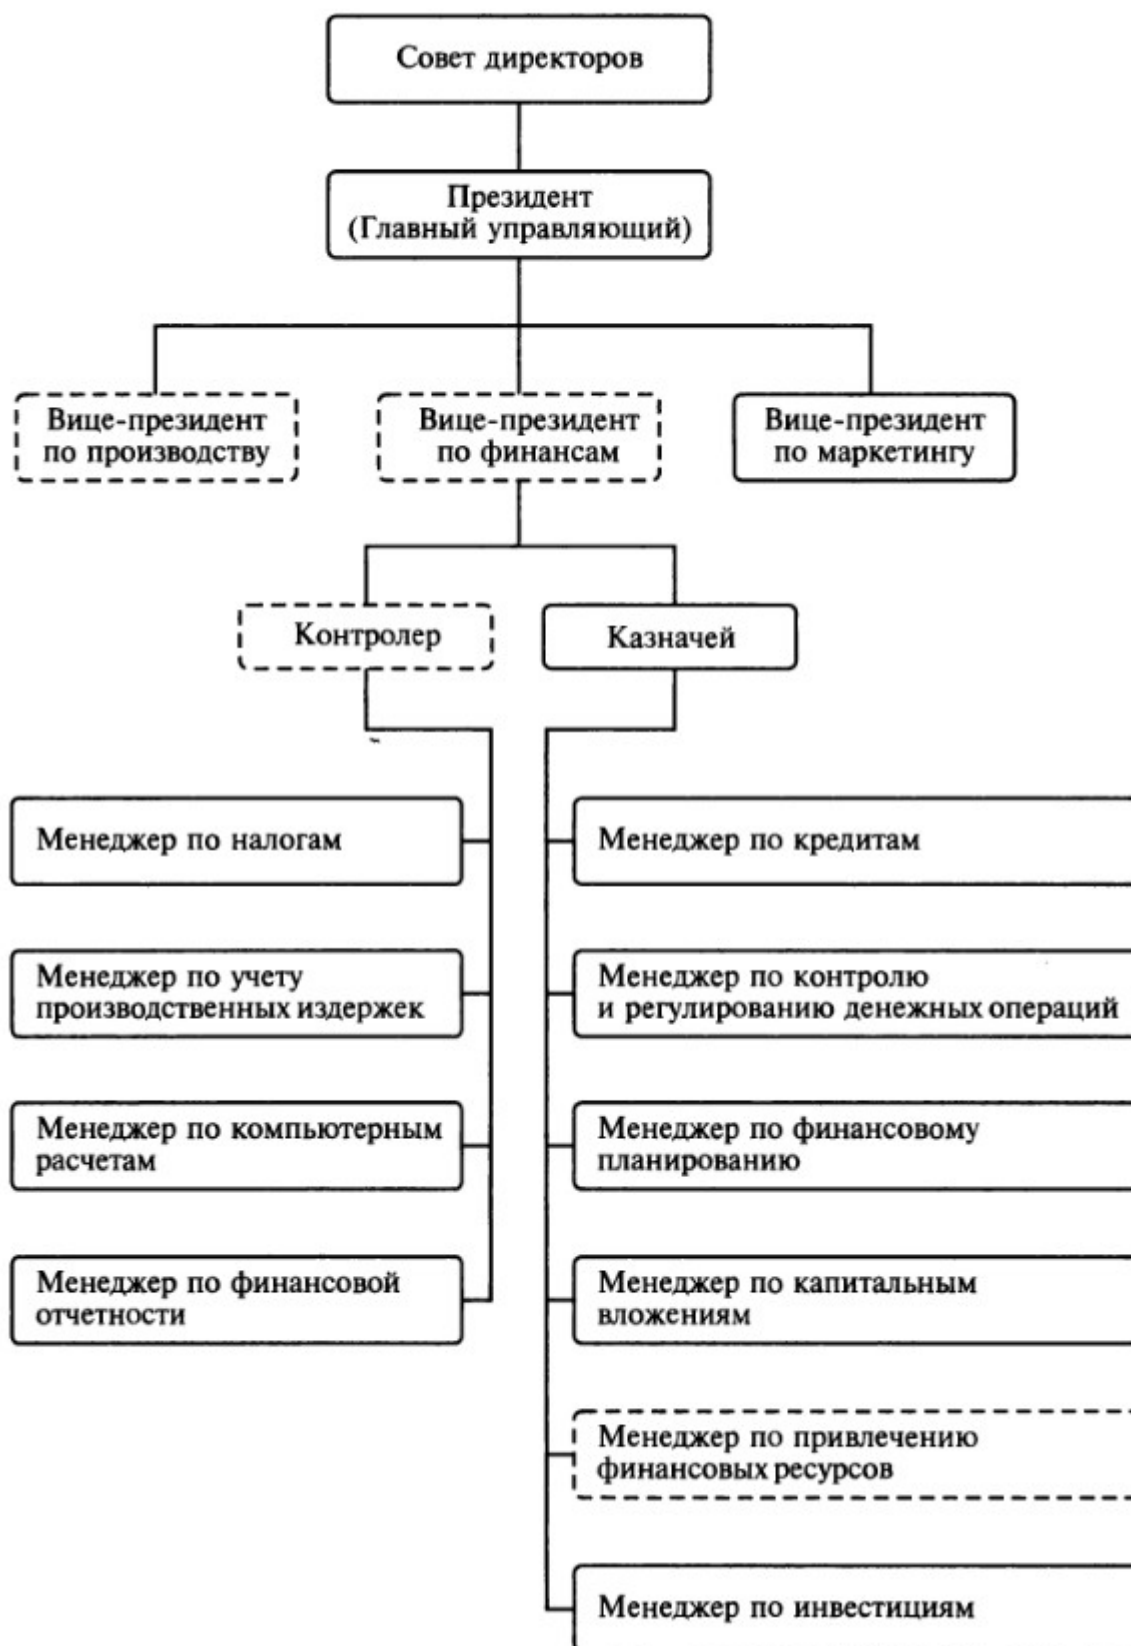 Совет директоров
Президент
(Главный управляющий)
Вице-президент
по производству
Вице-президент
по финансам
Вице-президент
по маркетингу
Контролер
Казначей
Менеджер по налогам
Менеджер по учету
производственных издержек
Менеджер по компьютерным
расчетам
Менеджер по финансовой
отчетности
Менеджер по кредитам
Менеджер по контролю
и регулированию денежных операций
Менеджер по финансовому
планированию
Менеджер по капитальным
вложениям
Менеджер по привлечению
финансовых ресурсов
Менеджер по инвестициям